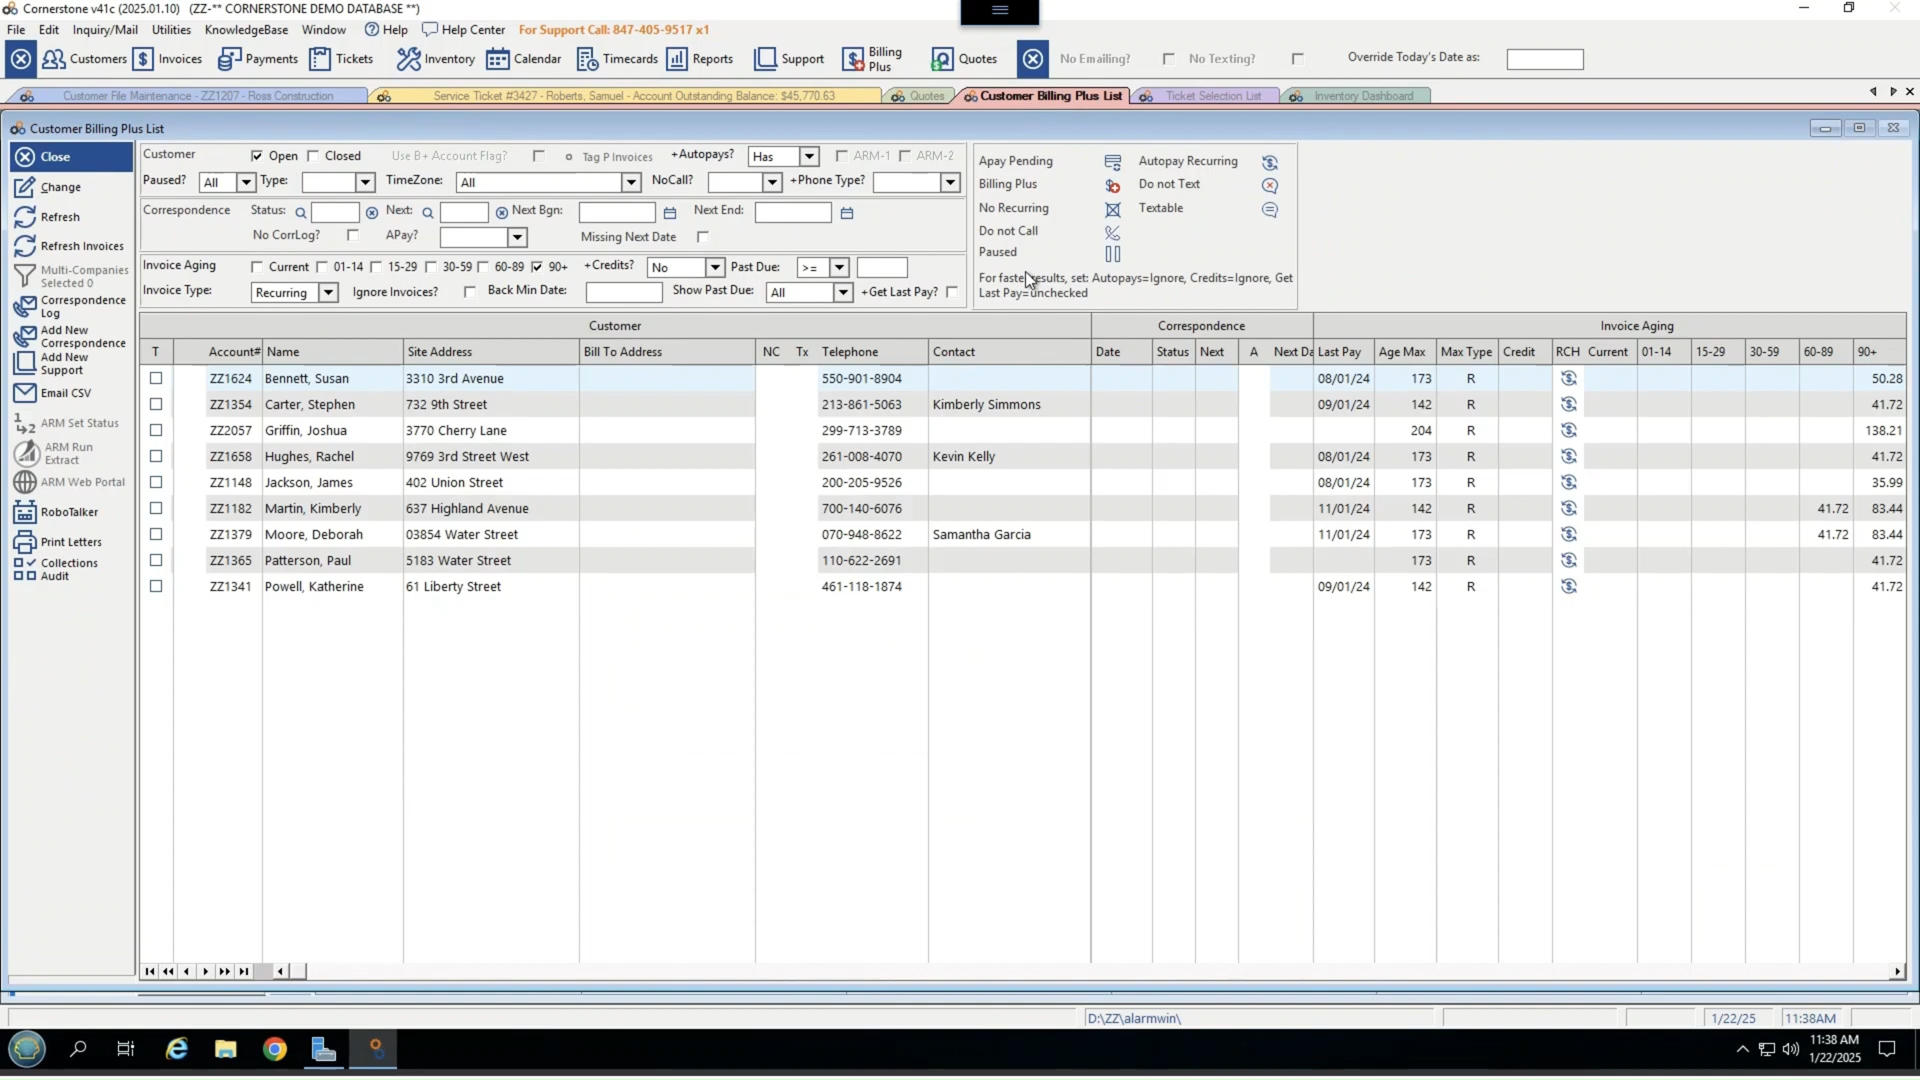 Cornerstone v41c (2025.01.10) (ZZ-** CORNERSTONE DEMO DATABASE **)
File Edit Inquiry/Mail Utilities KnowledgeBase Window Help Help Center For Support Call: 847-405-9517 x1
Customers Invoices Payments Tickets Inventory Calendar Timecards Reports Support Billing Plus Quotes No Emailing? No Texting? Override Today's Date as:
Customer File Maintenance - ZZ1207 - Ross Construction Service Ticket #3427 - Roberts, Samuel - Account Outstanding Balance: $45,770.63 Quotes Customer Billing Plus List Ticket Selection List Inventory Dashboard
Customer Billing Plus List
Close
Change
Refresh
Refresh Invoices
Multi-Companies
Selected 0
Correspondence
Log
Add New
Correspondence
Add New
Support
Email CSV
ARM Set Status
ARM Run
Extract
ARM Web Portal
RoboTalker
Print Letters
Collections
Audit
Customer Open Closed Use B+ Account Flag? Tag P Invoices +Autopays? Has ARM-1 ARM-2
Paused? All Type: TimeZone: All NoCall? +Phone Type?
Correspondence Status: Next: Next Bgn: Next End:
No CorrLog? APay? Missing Next Date
Invoice Aging Current 01-14 15-29 30-59 60-89 90+ +Credits? No Past Due: >=
Invoice Type: Recurring Ignore Invoices? Back Min Date: Show Past Due: All +Get Last Pay?
Apay Pending Autopay Recurring
Billing Plus Do not Text
No Recurring Textable
Do not Call
Paused
For faster results, set: Autopays=Ignore, Credits=Ignore, Get
Last Pay=unchecked
Customer Correspondence Invoice Aging
T Account# Name Site Address Bill To Address NC Tx Telephone Contact Date Status Next A Next Da Last Pay Age Max Max Type Credit RCH Current 01-14 15-29 30-59 60-89 90+
ZZ1624 Bennett, Susan 3310 3rd Avenue 550-901-8904 08/01/24 173 R 50.28
ZZ1354 Carter, Stephen 732 9th Street 213-861-5063 Kimberly Simmons 09/01/24 142 R 41.72
ZZ2057 Griffin, Joshua 3770 Cherry Lane 299-713-3789 204 R 138.21
ZZ1658 Hughes, Rachel 9769 3rd Street West 261-008-4070 Kevin Kelly 08/01/24 173 R 41.72
ZZ1148 Jackson, James 402 Union Street 200-205-9526 08/01/24 173 R 35.99
ZZ1182 Martin, Kimberly 637 Highland Avenue 700-140-6076 11/01/24 142 R 41.72 83.44
ZZ1379 Moore, Deborah 03854 Water Street 070-948-8622 Samantha Garcia 11/01/24 173 R 41.72 83.44
ZZ1365 Patterson, Paul 5183 Water Street 110-622-2691 173 R 41.72
ZZ1341 Powell, Katherine 61 Liberty Street 461-118-1874 09/01/24 142 R 41.72
D:\ZZ\alarmwin\ 1/22/25 11:38AM
11:38 AM
1/22/2025